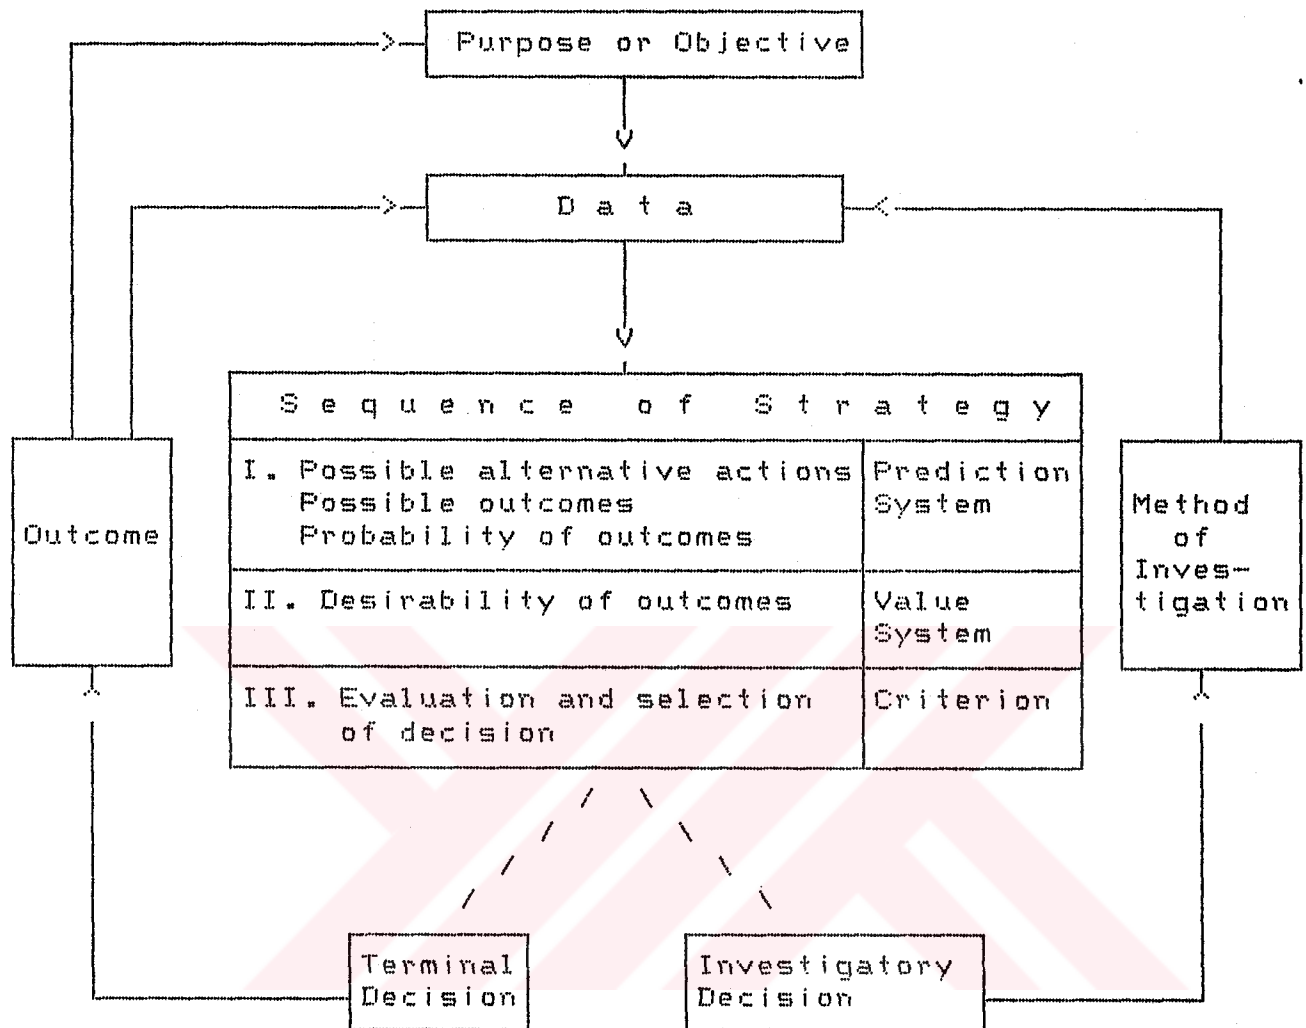 Purpose or Objective
Data
Sequence of Strategy
I. Possible alternative actions
Possible outcomes
Probability of outcomes
Prediction
System
II. Desirability of outcomes
Value
System
III. Evaluation and selection
of decision
Criterion
Outcome
Method
of
Inves-
tigation
Terminal
Decision
Investigatory
Decision